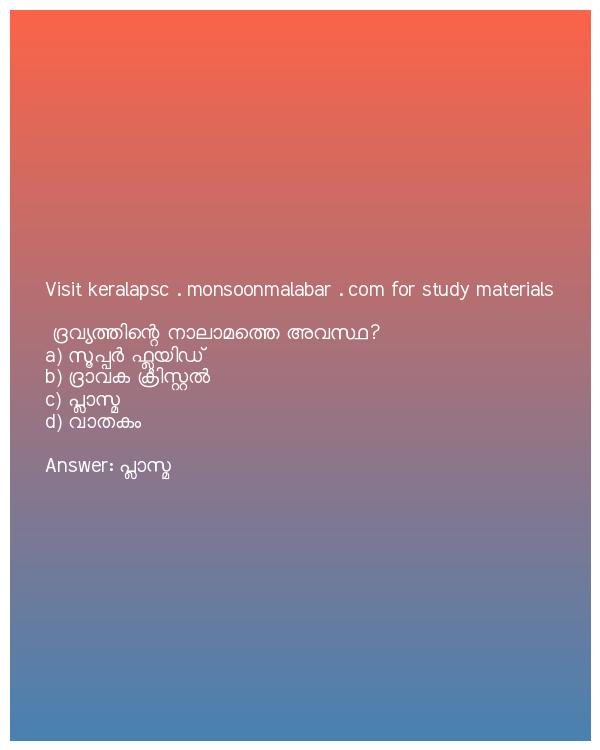 Visit keralapsc . monsoonmalabar . com for study materials
ദ്രവ്യത്തിന്റെ നാലാമത്തെ അവസ്ഥ?
a) സൂപ്പർ ഫ്ലൂയിഡ്
b) ദ്രാവക ക്രിസ്റ്റൽ
c) പ്ലാസ്മ
d) വാതകം
Answer: പ്ലാസ്മ